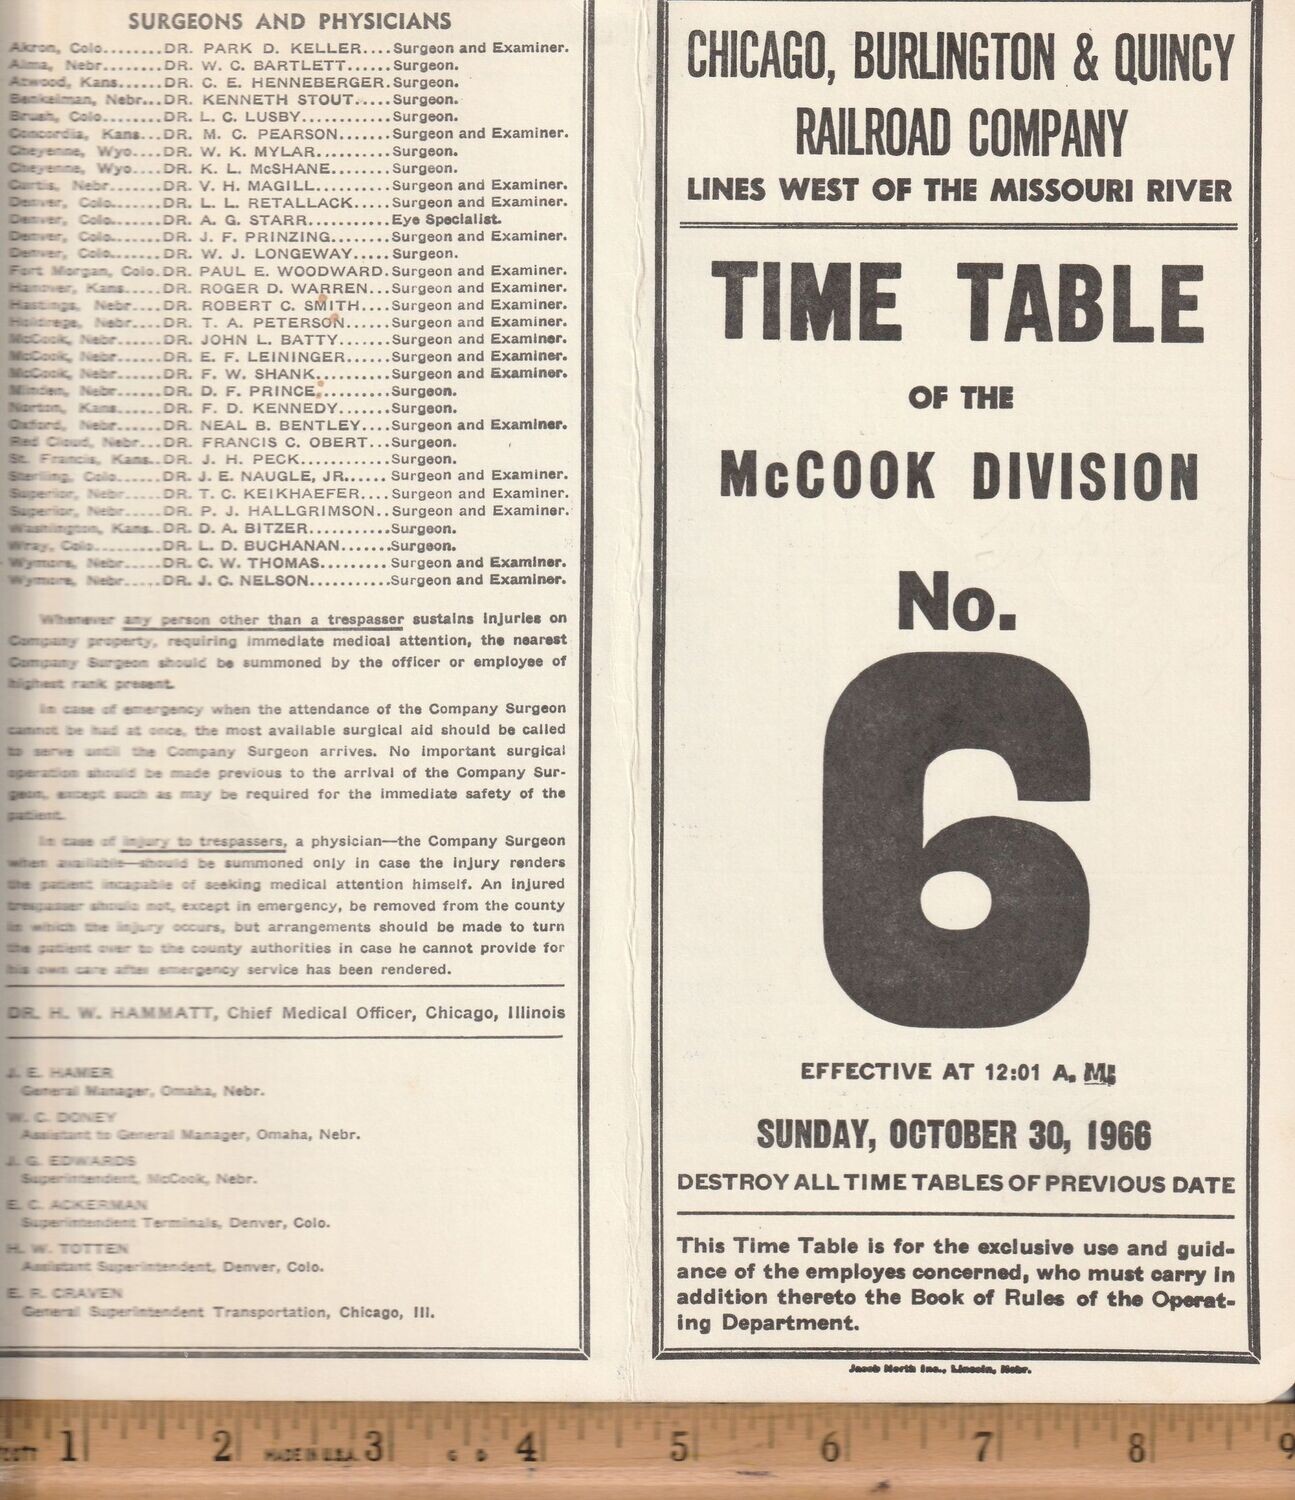 SURGEONS AND PHYSICIANS
Akron, Colo........DR. PARK D. KELLER....Surgeon and Examiner.
Alma, Nebr........DR. W. C. BARTLETT......Surgeon.
Atwood, Kans......DR. C. E. HENNEBERGER.Surgeon.
Benkelman, Nebr...DR. KENNETH STOUT.....Surgeon.
Brush, Colo........DR. L. C. LUSBY............Surgeon.
Concordia, Kans...DR. M. C. PEARSON.......Surgeon and Examiner.
Cheyenne, Wyo....DR. W. K. MYLAR..........Surgeon.
Cheyenne, Wyo....DR. K. L. McSHANE........Surgeon.
Curtis, Nebr.......DR. V. H. MAGILL..........Surgeon and Examiner.
Denver, Colo.......DR. L. L. RETALLACK.....Surgeon and Examiner.
Denver, Colo.......DR. A. G. STARR..........Eye Specialist.
Denver, Colo.......DR. J. F. PRINZING........Surgeon and Examiner.
Denver, Colo.......DR. W. J. LONGEWAY.....Surgeon.
Fort Morgan, Colo.DR. PAUL E. WOODWARD.Surgeon and Examiner.
Hanover, Kans.....DR. ROGER D. WARREN...Surgeon and Examiner.
Hastings, Nebr....DR. ROBERT C. SMITH....Surgeon and Examiner.
Holdrege, Nebr.....DR. T. A. PETERSON......Surgeon and Examiner.
McCook, Nebr......DR. JOHN L. BATTY.......Surgeon and Examiner.
McCook, Nebr......DR. E. F. LEININGER......Surgeon and Examiner.
McCook, Nebr......DR. F. W. SHANK..........Surgeon and Examiner.
Minden, Nebr......DR. D. F. PRINCE..........Surgeon.
Norton, Kans......DR. F. D. KENNEDY.......Surgeon.
Oxford, Nebr......DR. NEAL B. BENTLEY....Surgeon and Examiner.
Red Cloud, Nebr...DR. FRANCIS C. OBERT...Surgeon.
St. Francis, Kans..DR. J. H. PECK............Surgeon.
Sterling, Colo......DR. J. E. NAUGLE, JR......Surgeon and Examiner.
Superior, Nebr.....DR. T. C. KEIKHAEFER....Surgeon and Examiner.
Superior, Nebr.....DR. P. J. HALLGRIMSON..Surgeon and Examiner.
Washington, Kans..DR. D. A. BITZER...........Surgeon.
Wray, Colo.........DR. L. D. BUCHANAN.......Surgeon.
Wymore, Nebr.....DR. C. W. THOMAS.........Surgeon and Examiner.
Wymore, Nebr.....DR. J. C. NELSON..........Surgeon and Examiner.
Whenever any person other than a trespasser sustains injuries on
Company property, requiring immediate medical attention, the nearest
Company Surgeon should be summoned by the officer or employee of
highest rank present.
In case of emergency when the attendance of the Company Surgeon
cannot be had at once, the most available surgical aid should be called
to serve until the Company Surgeon arrives. No important surgical
operation should be made previous to the arrival of the Company Sur-
geon, except such as may be required for the immediate safety of the
patient.
In case of injury to trespassers, a physician—the Company Surgeon
when available—should be summoned only in case the injury renders
the patient incapable of seeking medical attention himself. An injured
trespasser should not, except in emergency, be removed from the county
in which the injury occurs, but arrangements should be made to turn
the patient over to the county authorities in case he cannot provide for
his own care after emergency service has been rendered.
DR. H. W. HAMMATT, Chief Medical Officer, Chicago, Illinois
J. E. HAMER
General Manager, Omaha, Nebr.
W. C. DONEY
Assistant to General Manager, Omaha, Nebr.
J. G. EDWARDS
Superintendent, McCook, Nebr.
E. C. ACKERMAN
Superintendent Terminals, Denver, Colo.
H. W. TOTTEN
Assistant Superintendent, Denver, Colo.
E. R. CRAVEN
General Superintendent Transportation, Chicago, Ill.
CHICAGO, BURLINGTON & QUINCY
RAILROAD COMPANY
LINES WEST OF THE MISSOURI RIVER
TIME TABLE
OF THE
McCOOK DIVISION
No.
6
EFFECTIVE AT 12:01 A. M.
SUNDAY, OCTOBER 30, 1966
DESTROY ALL TIME TABLES OF PREVIOUS DATE
This Time Table is for the exclusive use and guid-
ance of the employes concerned, who must carry in
addition thereto the Book of Rules of the Operat-
ing Department.
Jacob North Inc., Lincoln, Nebr.
1 2 MADE IN U.S.A. 3 4 5 6 7 8 9